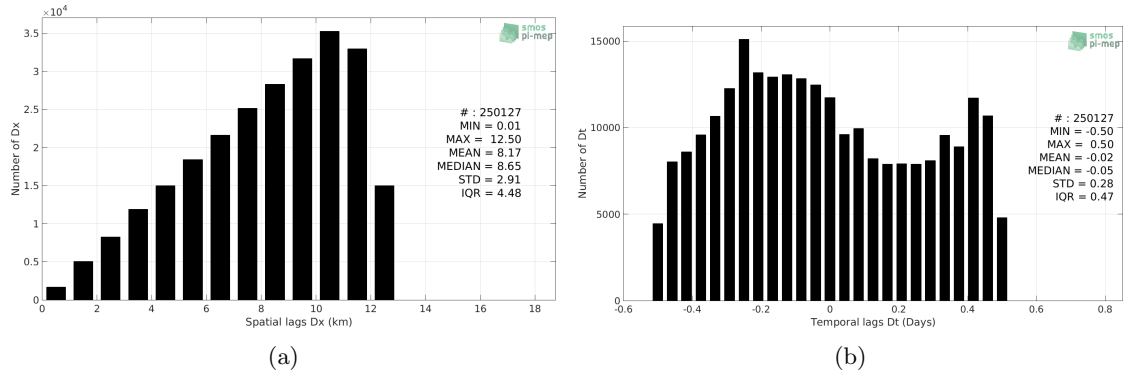 ×10^4
3.5
3
2.5
2
1.5
1
0.5
0
Number of Dx
0 2 4 6 8 10 12 14 16 18
Spatial lags Dx (km)
smos
pi-mep
# : 250127
MIN = 0.01
MAX = 12.50
MEAN = 8.17
MEDIAN = 8.65
STD = 2.91
IQR = 4.48
(a)
15000
10000
5000
0
Number of Dt
-0.6 -0.4 -0.2 0 0.2 0.4 0.6 0.8
Temporal lags Dt (Days)
smos
pi-mep
# : 250127
MIN = -0.50
MAX = 0.50
MEAN = -0.02
MEDIAN = -0.05
STD = 0.28
IQR = 0.47
(b)